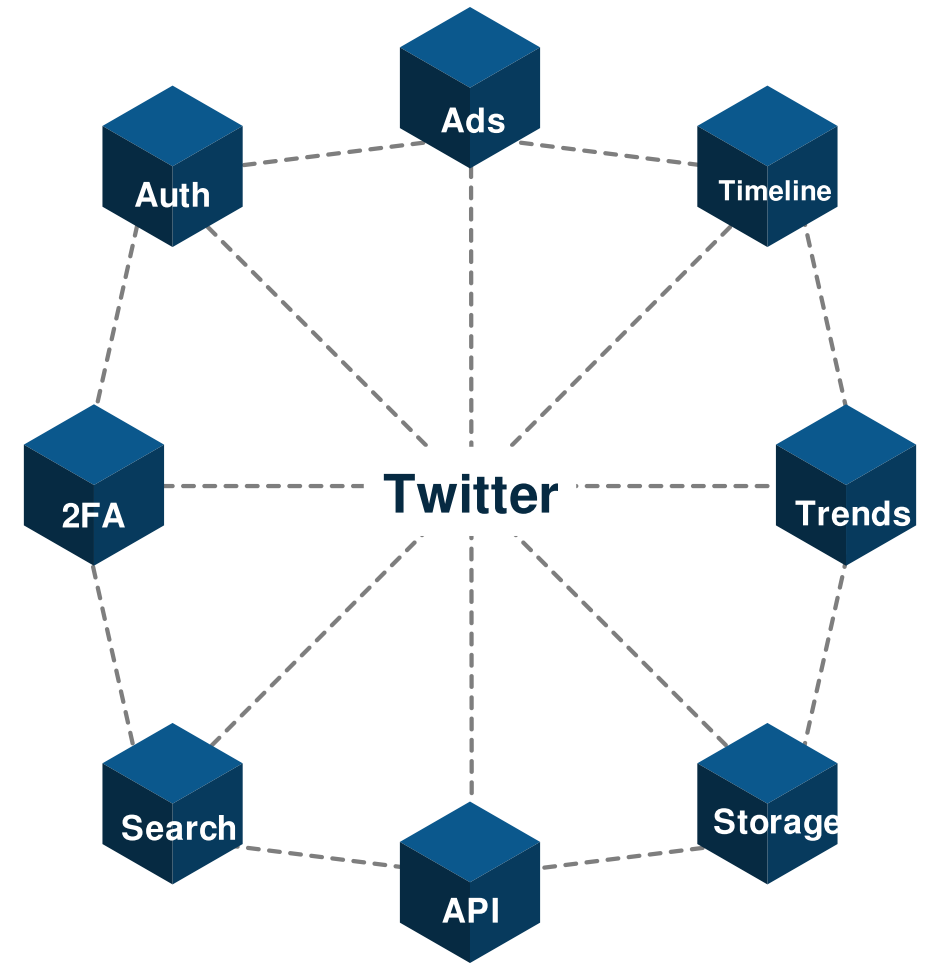 Ads
Auth
Timeline
Twitter
2FA
Trends
Search
Storage
API